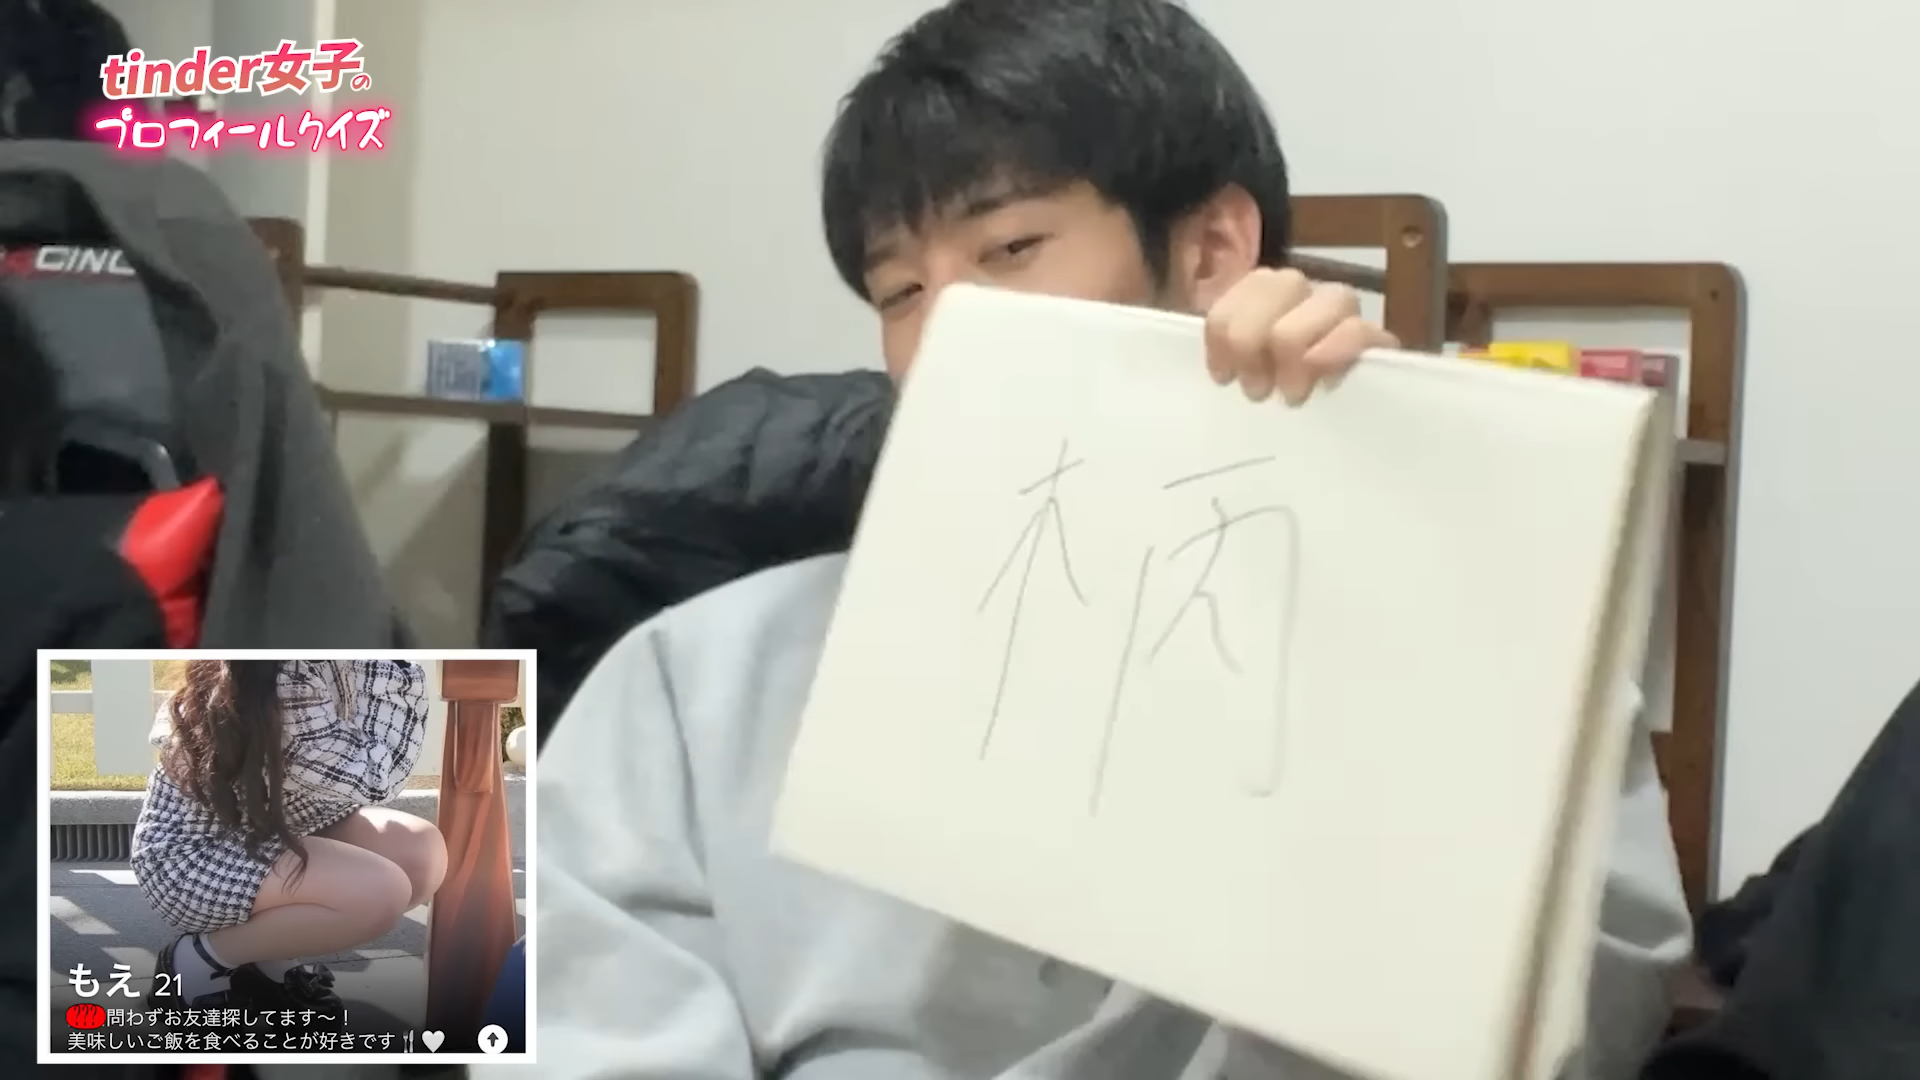 tinder女子の
プロフィールクイズ
CING
柄
もえ 21
問わずお友達探してます〜！
美味しいご飯を食べることが好きです🍴🤍